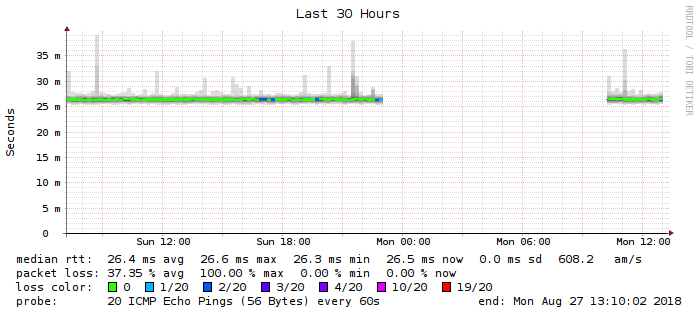 Last 30 Hours
RRDTOOL / TOBI OETIKER
Seconds
35 m
30 m
25 m
20 m
15 m
10 m
5 m
0
Sun 12:00 Sun 18:00 Mon 00:00 Mon 06:00 Mon 12:00
median rtt: 26.4 ms avg 26.6 ms max 26.3 ms min 26.5 ms now 0.0 ms sd 608.2 am/s
packet loss: 37.35 % avg 100.00 % max 0.00 % min 0.00 % now
loss color: 0 1/20 2/20 3/20 4/20 10/20 19/20
probe: 20 ICMP Echo Pings (56 Bytes) every 60s end: Mon Aug 27 13:10:02 2018